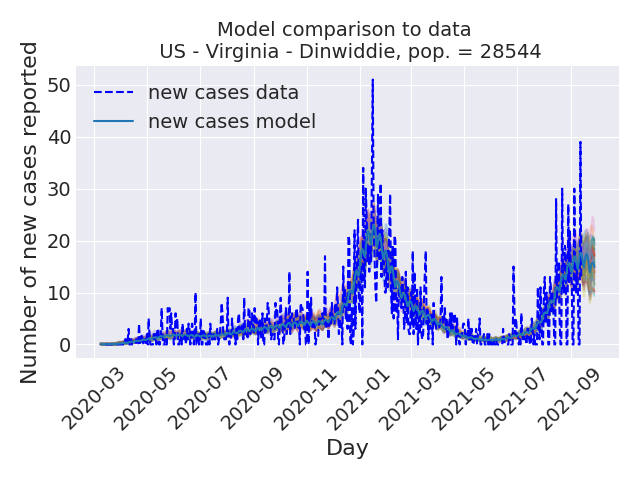 Model comparison to data
US - Virginia - Dinwiddie, pop. = 28544
Number of new cases reported
50
40
30
20
10
0
new cases data
new cases model
2020-03
2020-05
2020-07
2020-09
2020-11
2021-01
2021-03
2021-05
2021-07
2021-09
Day